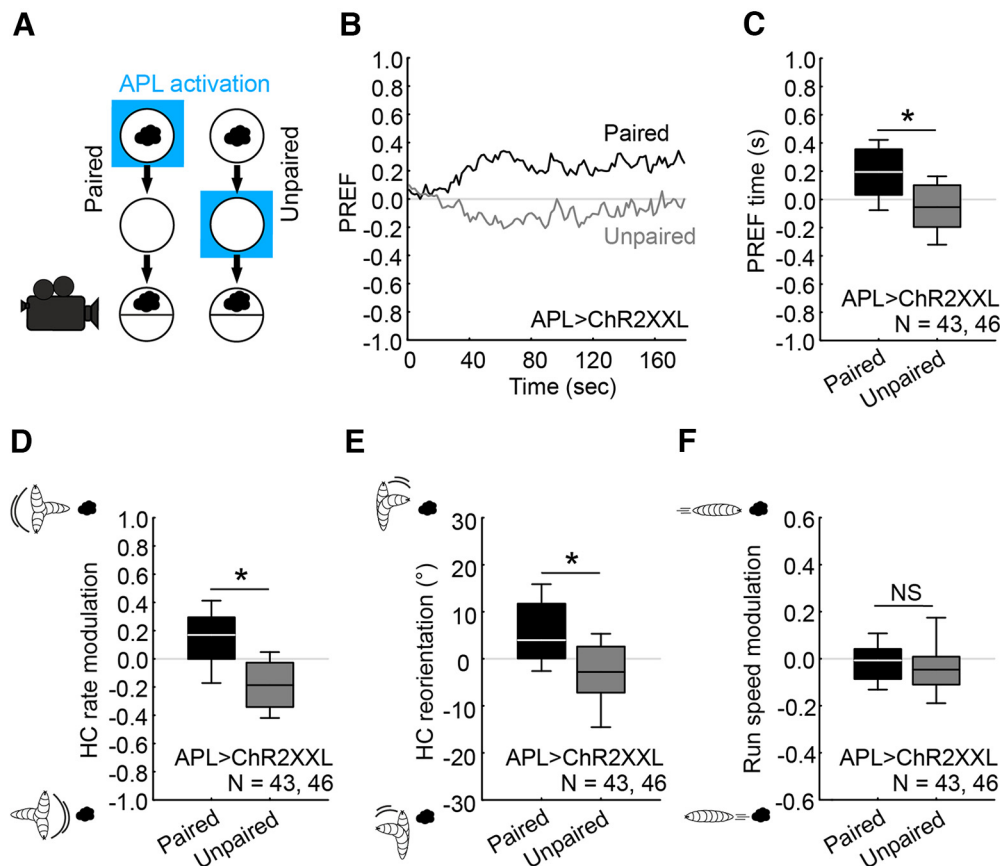 A
APL activation
Paired
Unpaired
B
PREF
1.0
0.8
0.6
0.4
0.2
0.0
-0.2
-0.4
-0.6
-0.8
-1.0
Paired
Unpaired
APL>ChR2XXL
0 40 80 120 160
Time (sec)
C
PREF time (s)
1.0
0.8
0.6
0.4
0.2
0.0
-0.2
-0.4
-0.6
-0.8
-1.0
*
APL>ChR2XXL
N = 43, 46
Paired Unpaired
D
HC rate modulation
1.0
0.8
0.6
0.4
0.2
0.0
-0.2
-0.4
-0.6
-0.8
-1.0
*
APL>ChR2XXL
N = 43, 46
Paired Unpaired
E
HC reorientation (°)
30
20
10
0
-10
-20
-30
*
APL>ChR2XXL
N = 43, 46
Paired Unpaired
F
Run speed modulation
0.6
0.4
0.2
0.0
-0.2
-0.4
-0.6
NS
APL>ChR2XXL
N = 43, 46
Paired Unpaired